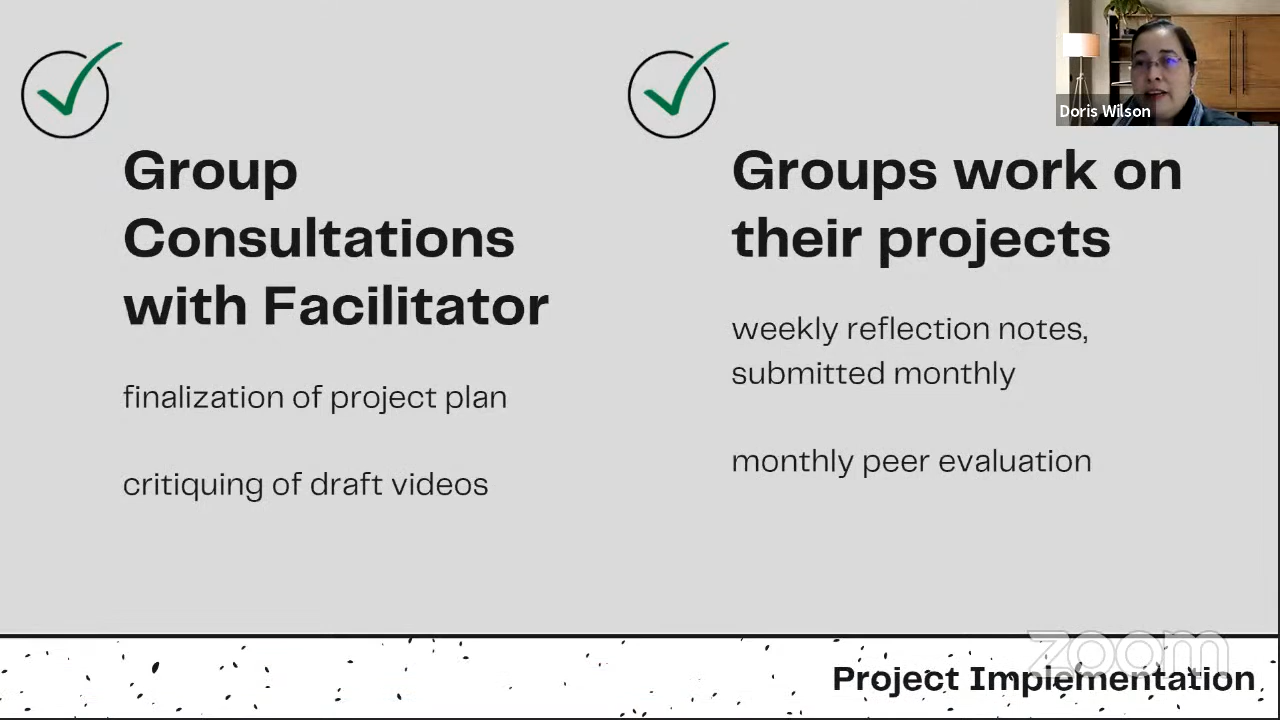 Doris Wilson
Group
Consultations
with Facilitator
finalization of project plan
critiquing of draft videos
Groups work on
their projects
weekly reflection notes,
submitted monthly
monthly peer evaluation
zoom
Project Implementation